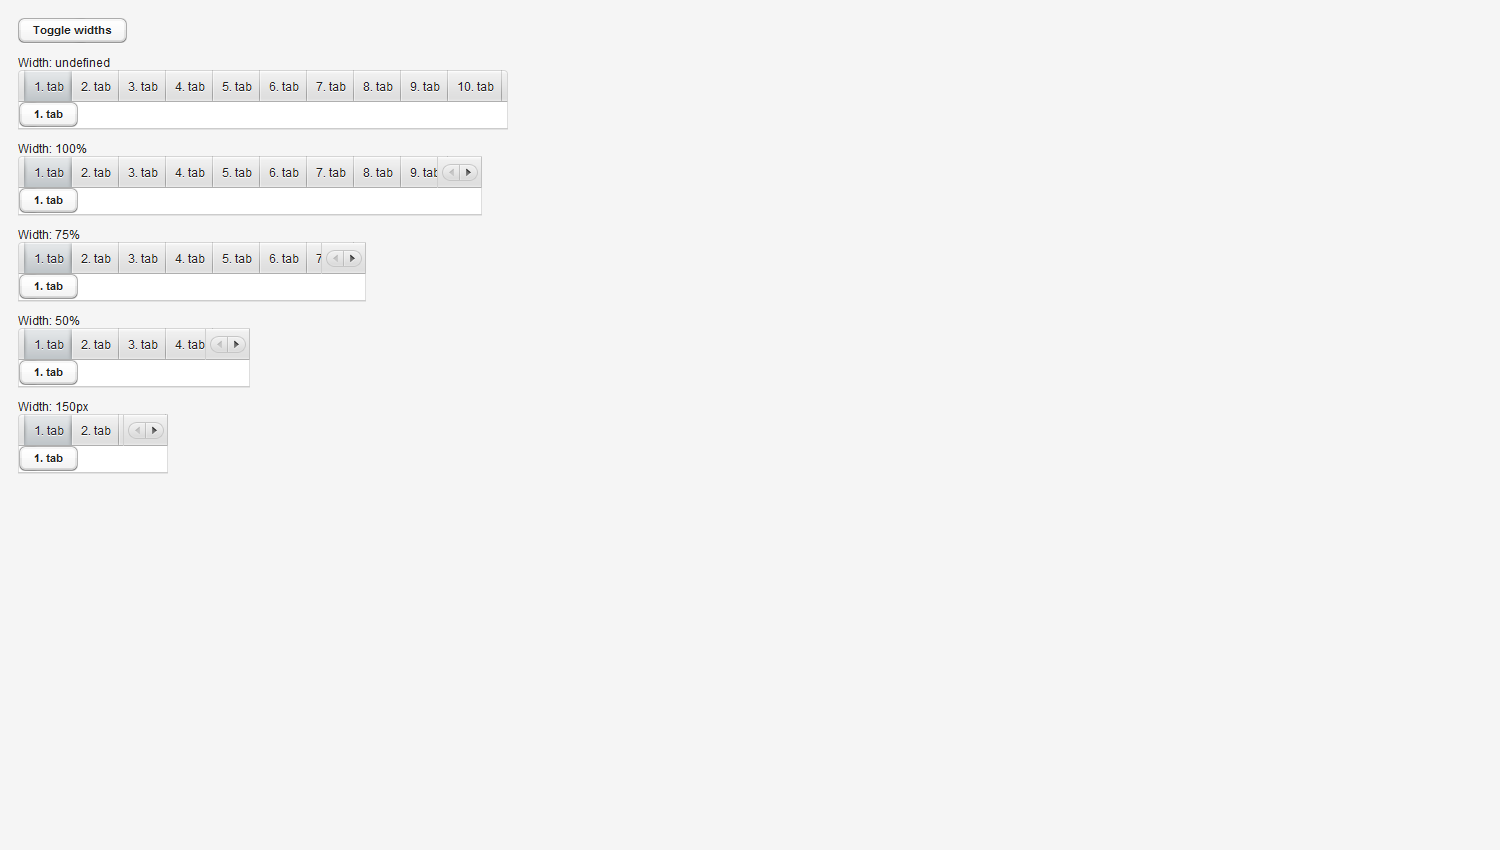 Toggle widths
Width: undefined
1. tab 2. tab 3. tab 4. tab 5. tab 6. tab 7. tab 8. tab 9. tab 10. tab
1. tab
Width: 100%
1. tab 2. tab 3. tab 4. tab 5. tab 6. tab 7. tab 8. tab 9. tab
1. tab
Width: 75%
1. tab 2. tab 3. tab 4. tab 5. tab 6. tab 7
1. tab
Width: 50%
1. tab 2. tab 3. tab 4. tab
1. tab
Width: 150px
1. tab 2. tab
1. tab